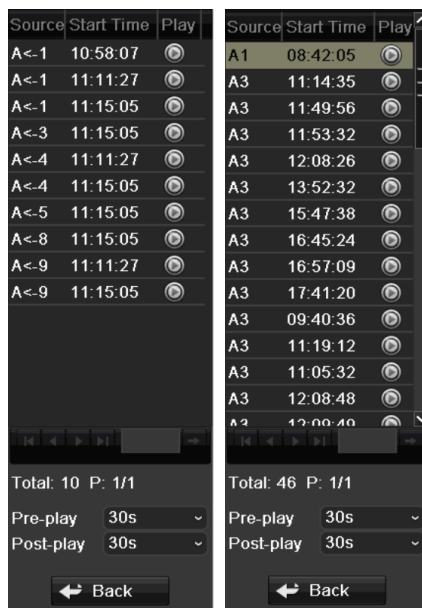 Source Start Time Play
A<-1 10:58:07
A<-1 11:11:27
A<-1 11:15:05
A<-3 11:15:05
A<-4 11:11:27
A<-4 11:15:05
A<-5 11:15:05
A<-8 11:15:05
A<-9 11:11:27
A<-9 11:15:05
Total: 10 P: 1/1
Pre-play 30s
Post-play 30s
Back
Source Start Time Play
A1 08:42:05
A3 11:14:35
A3 11:49:56
A3 11:53:32
A3 12:08:26
A3 13:52:32
A3 15:47:38
A3 16:45:24
A3 16:57:09
A3 17:41:20
A3 09:40:36
A3 11:19:12
A3 11:05:32
A3 12:08:48
A3 12:09:49
Total: 46 P: 1/1
Pre-play 30s
Post-play 30s
Back